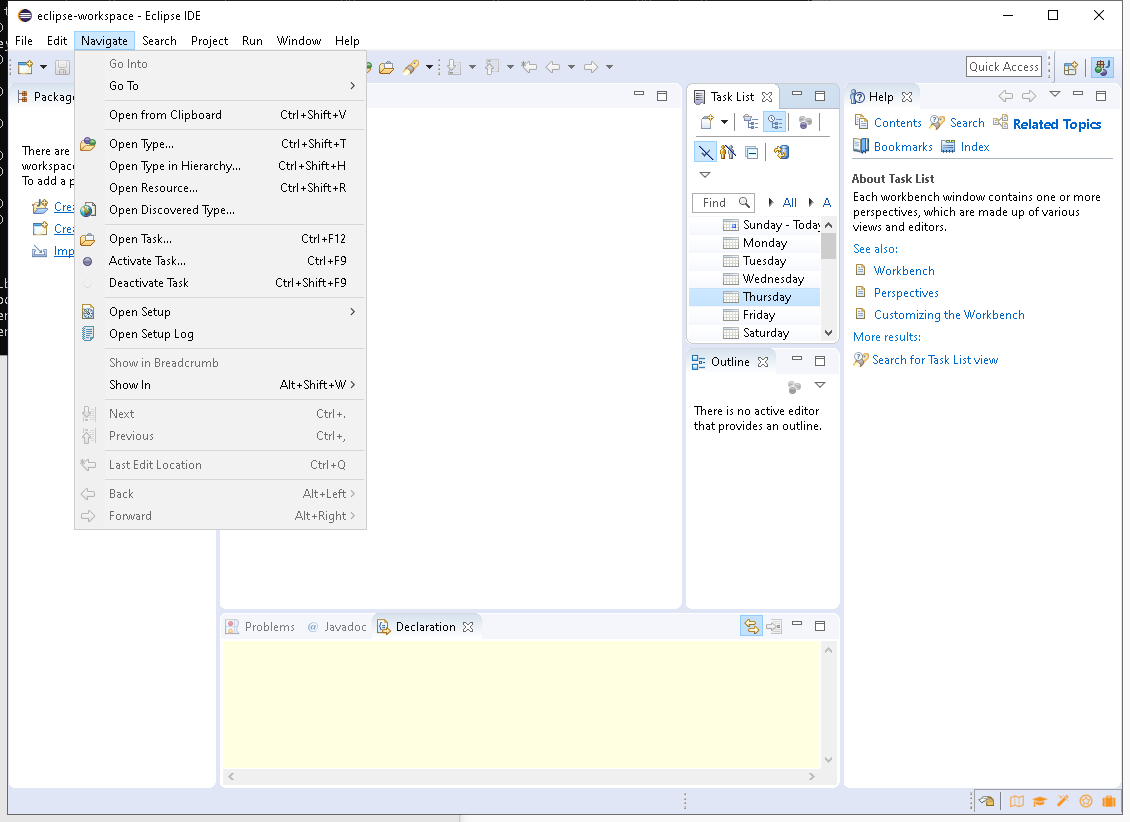 eclipse-workspace - Eclipse IDE
File Edit Navigate Search Project Run Window Help
Quick Access
Go Into
Go To
Open from Clipboard Ctrl+Shift+V
Open Type... Ctrl+Shift+T
Open Type in Hierarchy... Ctrl+Shift+H
Open Resource... Ctrl+Shift+R
Open Discovered Type...
Open Task... Ctrl+F12
Activate Task... Ctrl+F9
Deactivate Task Ctrl+Shift+F9
Open Setup
Open Setup Log
Show in Breadcrumb
Show In Alt+Shift+W
Next Ctrl+.
Previous Ctrl+,
Last Edit Location Ctrl+Q
Back Alt+Left
Forward Alt+Right
Package
There are
workspace
To add a p
Crea
Crea
Imp
Task List
Find All A
Sunday - Today
Monday
Tuesday
Wednesday
Thursday
Friday
Saturday
Outline
There is no active editor
that provides an outline.
Help
Contents Search Related Topics
Bookmarks Index
About Task List
Each workbench window contains one or more
perspectives, which are made up of various
views and editors.
See also:
Workbench
Perspectives
Customizing the Workbench
More results:
Search for Task List view
Problems @ Javadoc Declaration